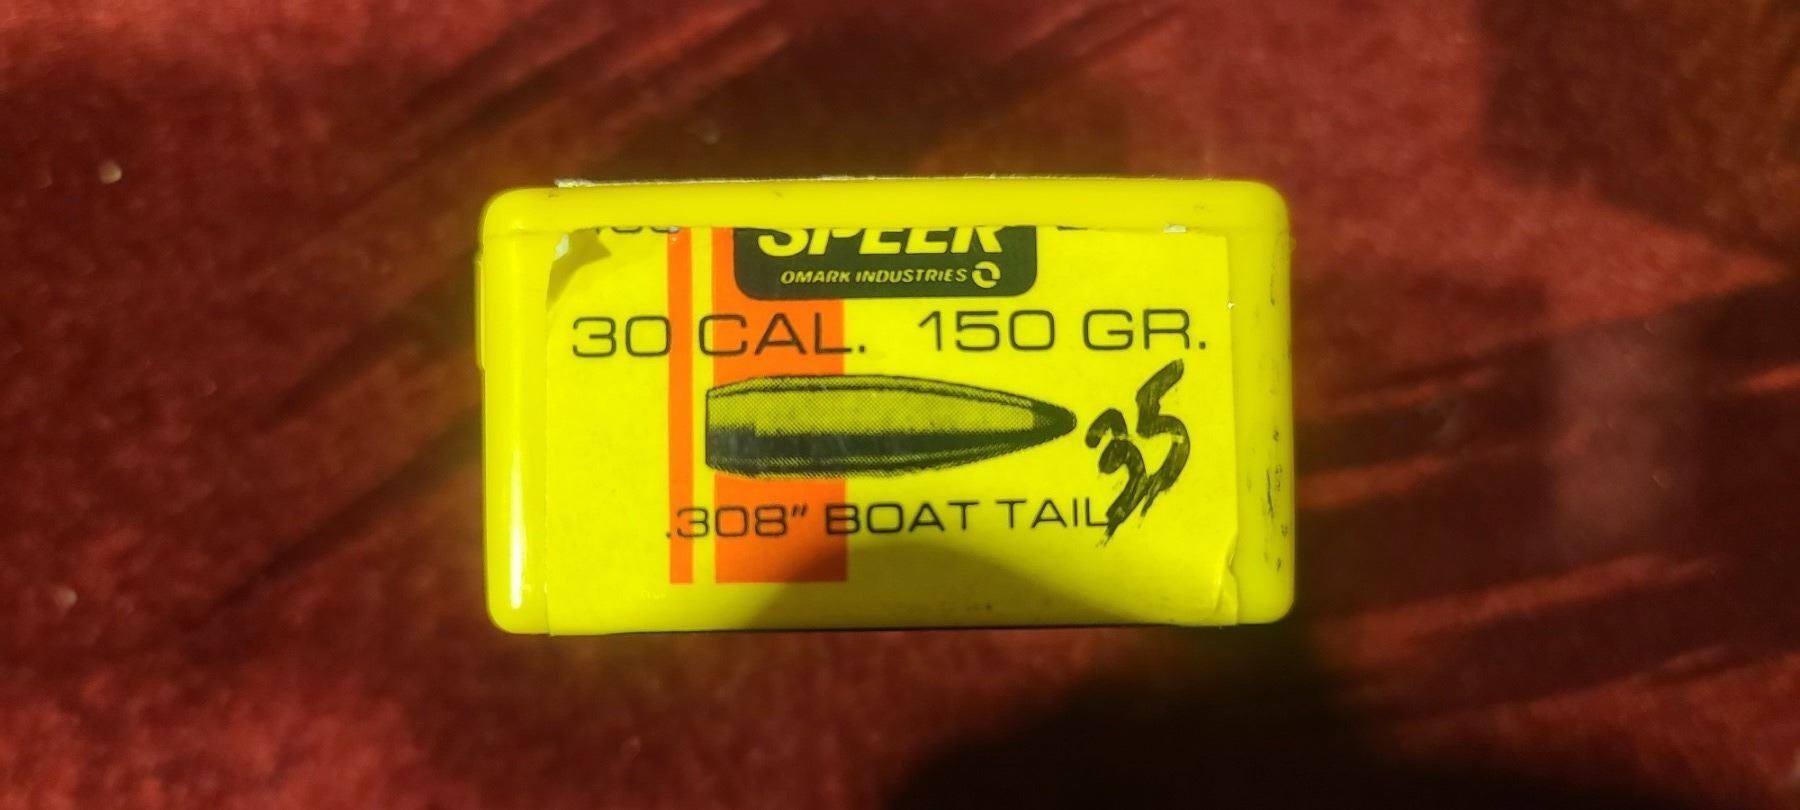 SPEER
OMARK INDUSTRIES
30 CAL. 150 GR.
35
.308" BOAT TAIL